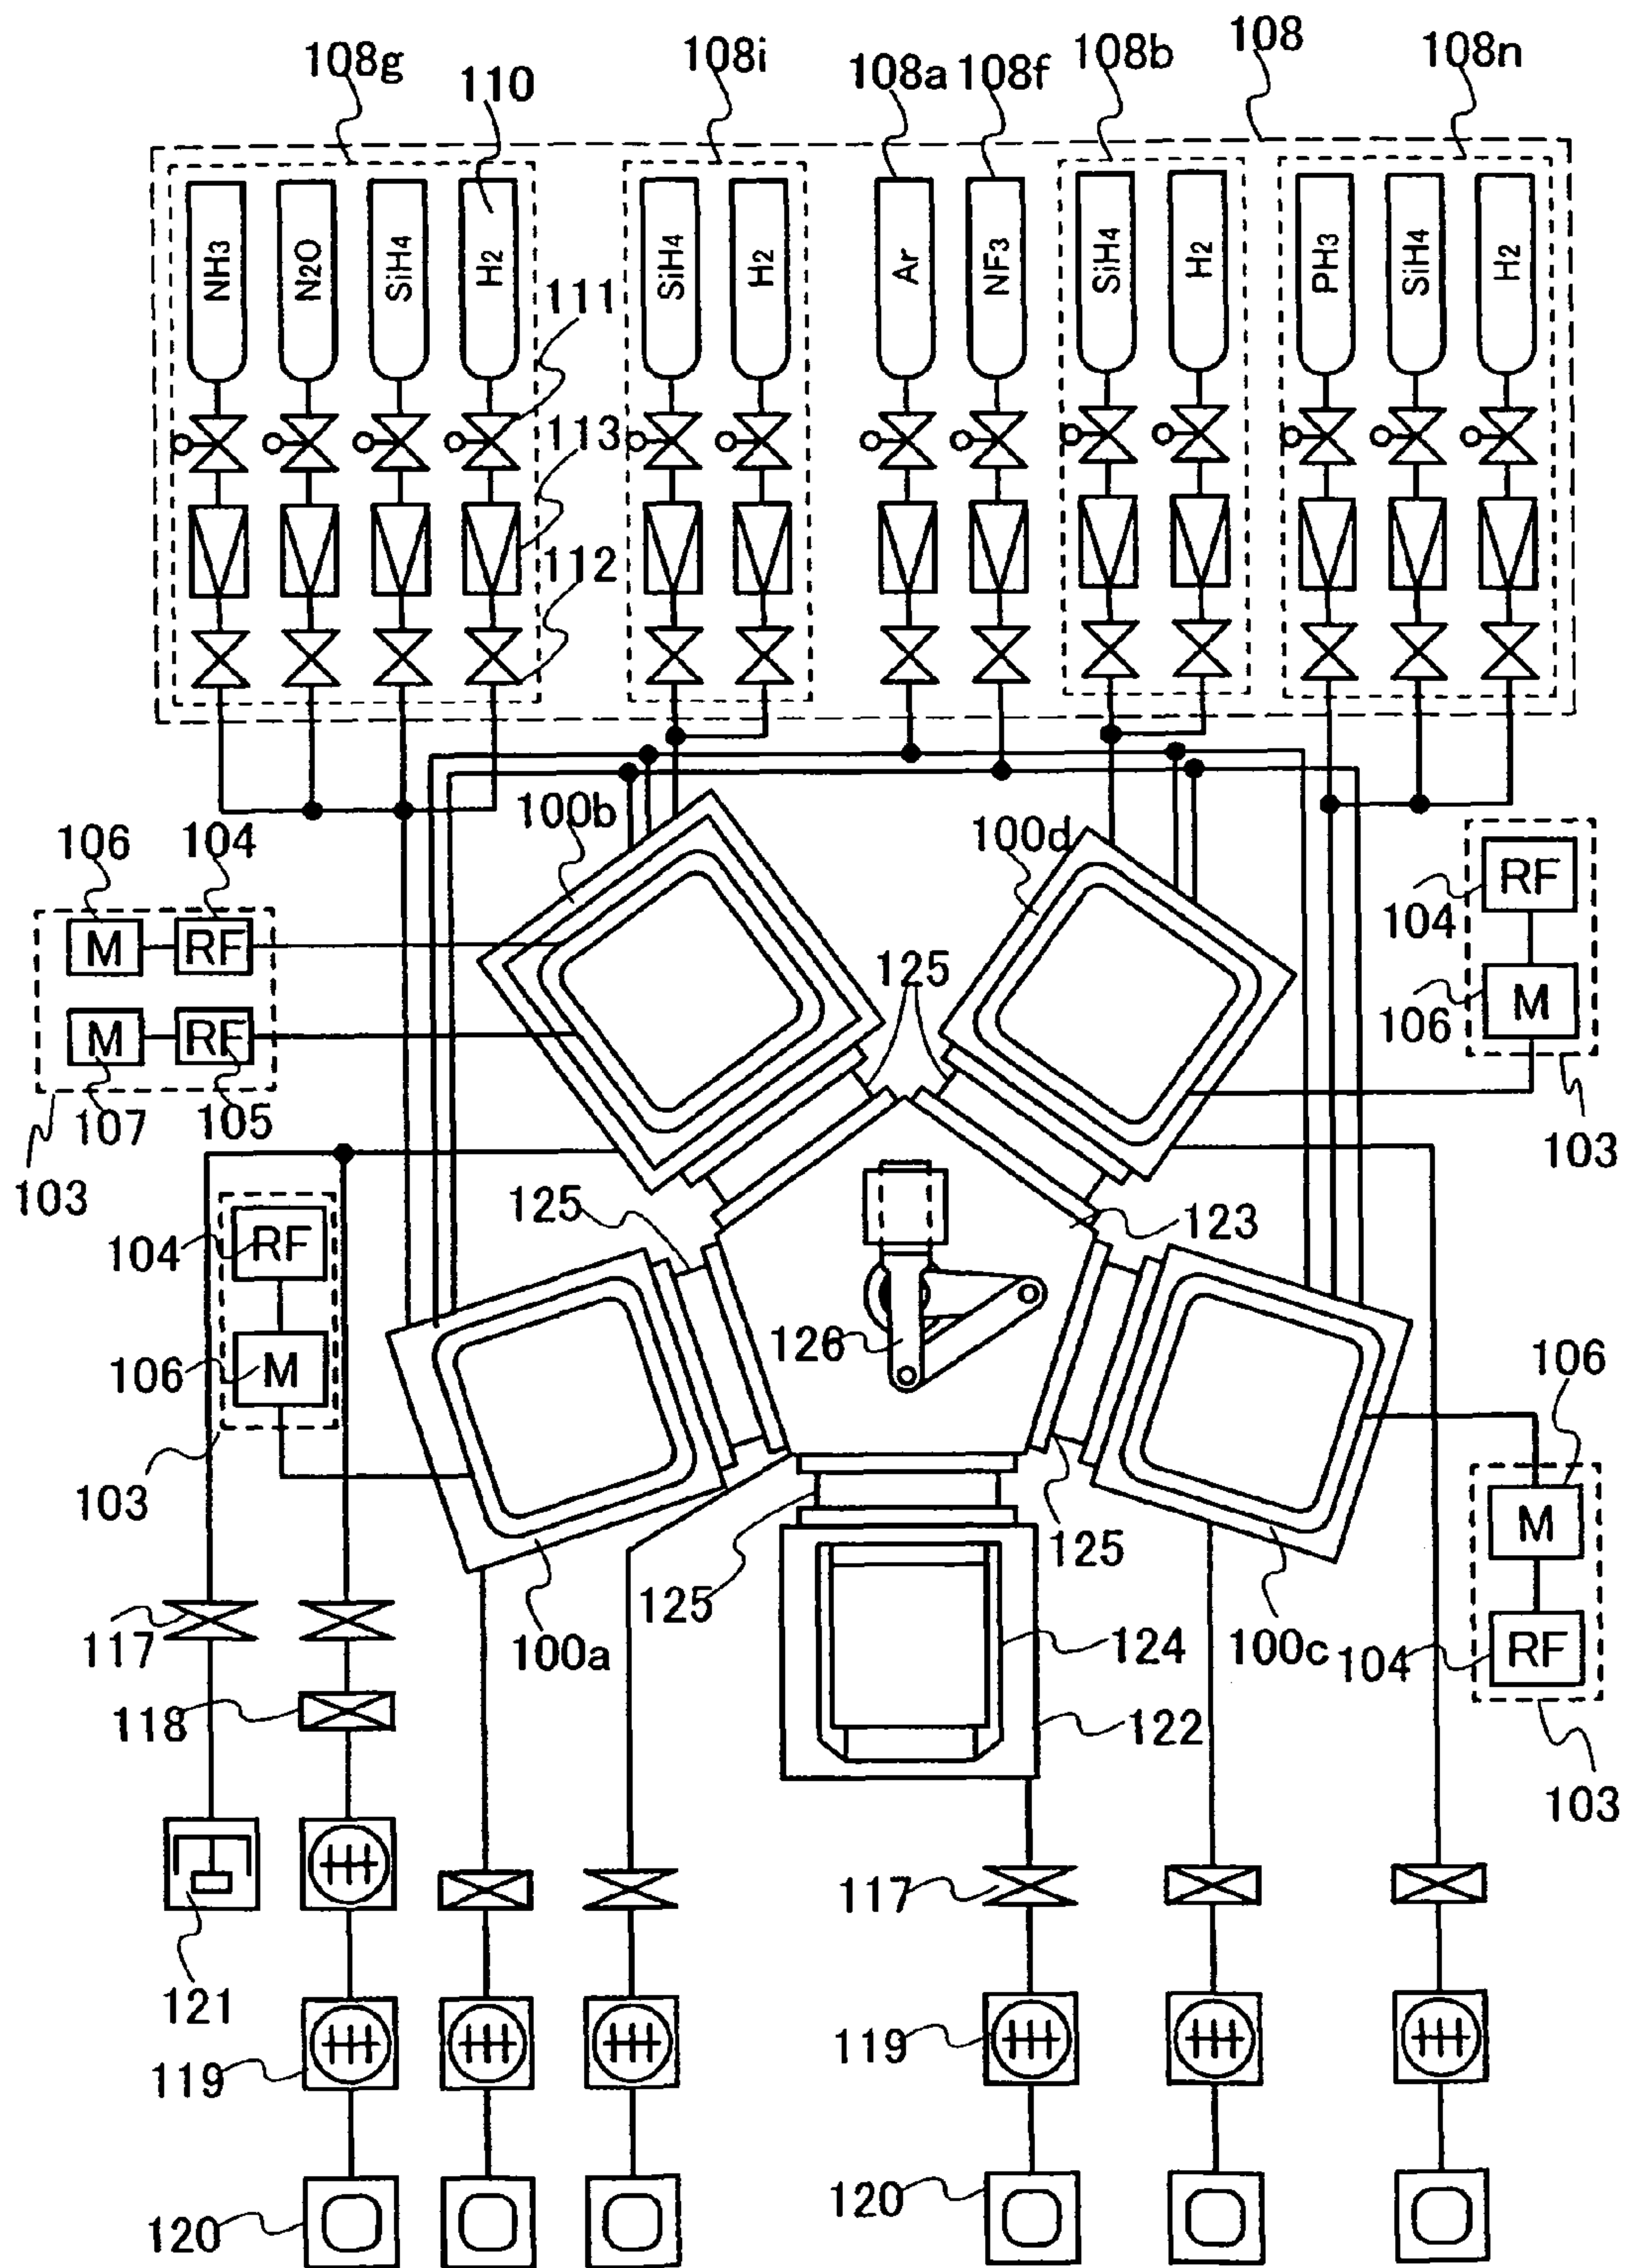 108g 110 108i 108a 108f 108b 108 108n
NH3 N2O SiH4 H2 SiH4 H2 Ar NF3 SiH4 H2 PH3 SiH4 H2
111
113
112
100b 100d
106 104
M RF
RF
104
125
M RF
106 M
107 105
103
103
125
123
104 RF
126
106 M
106
103
M
125
125
124
117
100a
100c
104 RF
118
122
103
117
121
119
119
120
120